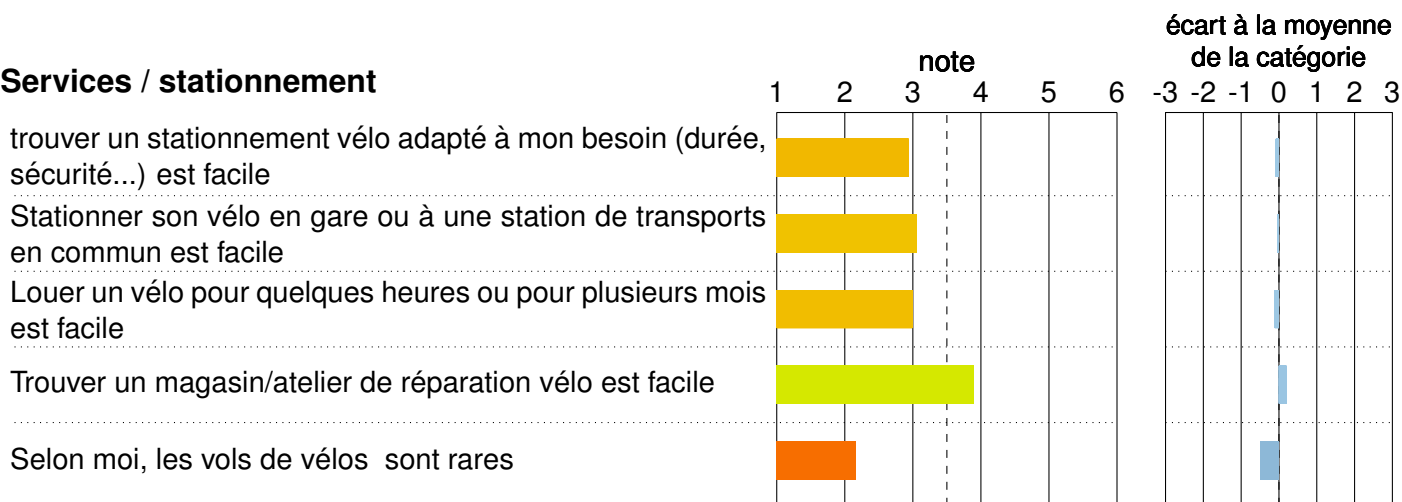 écart à la moyenne
de la catégorie
note
Services / stationnement
1 2 3 4 5 6 -3 -2 -1 0 1 2 3
trouver un stationnement vélo adapté à mon besoin (durée,
sécurité...) est facile
Stationner son vélo en gare ou à une station de transports
en commun est facile
Louer un vélo pour quelques heures ou pour plusieurs mois
est facile
Trouver un magasin/atelier de réparation vélo est facile
Selon moi, les vols de vélos sont rares